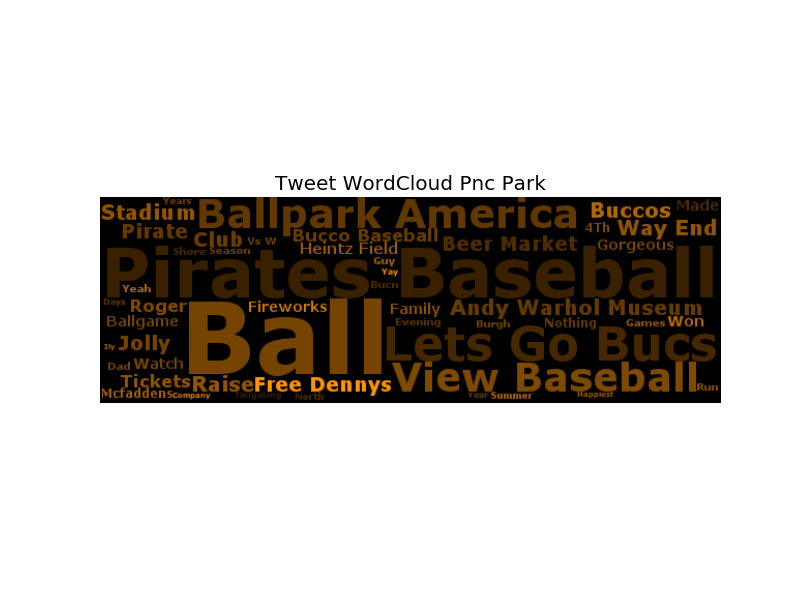 Tweet WordCloud Pnc Park
Years
Stadium
Ballpark America
Buccos
Made
Pirate
Club
Vs W
Bucco Baseball
Beer Market
4Th
Way End
Shore
Season
Heintz Field
Gorgeous
Pirates
Guy
Yay
Bucn
Baseball
Yeah
Days
Roger
Fireworks
Family
Andy Warhol Museum
Ballgame
Ball
Evening
Burgh
Nothing
Games
Won
Ily
Jolly
Lets Go Bucs
Dad
Watch
Tickets
Raise
Free Dennys
View Baseball
Run
Mcfaddens
Company
Tailgating
North
Year
Summer
Happiest